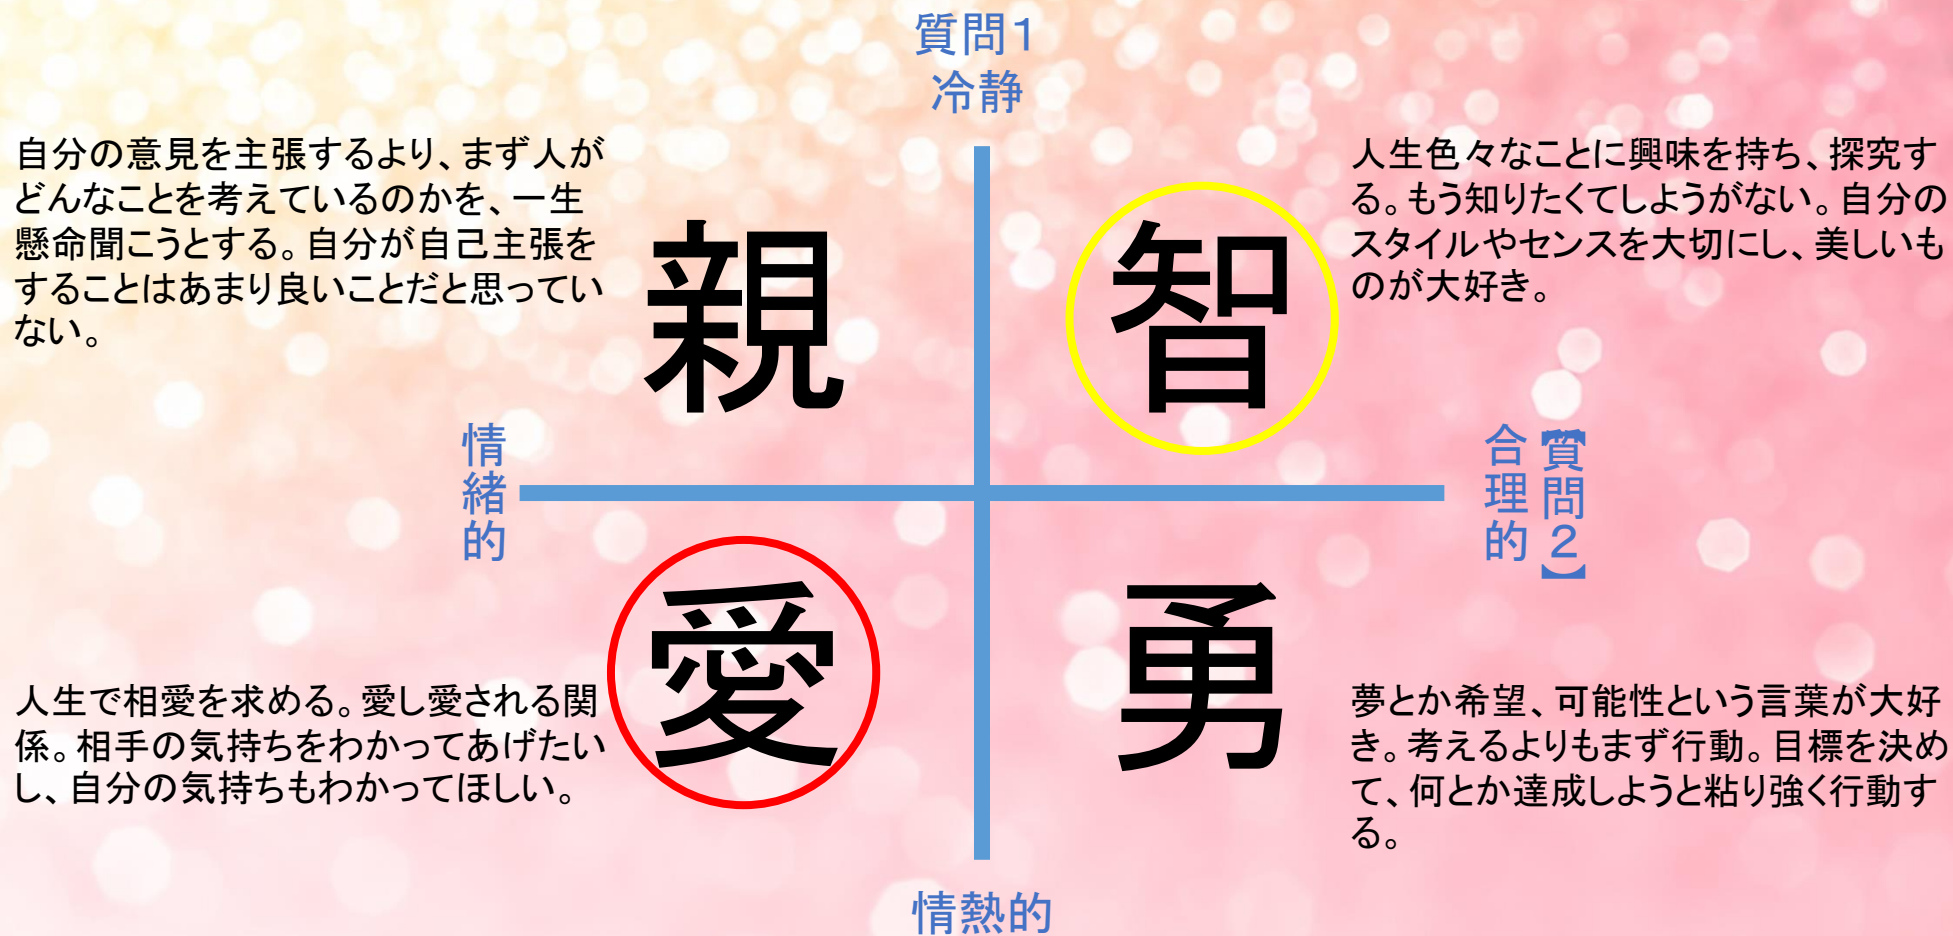 質問1
冷静
自分の意見を主張するより、まず人が
どんなことを考えているのかを、一生
懸命聞こうとする。自分が自己主張を
することはあまり良いことだと思ってい
ない。
親
智
人生色々なことに興味を持ち、探究す
る。もう知りたくてしようがない。自分の
スタイルやセンスを大切にし、美しいも
のが大好き。
情緒的
【質問2】
合理的
人生で相愛を求める。愛し愛される関
係。相手の気持ちをわかってあげたい
し、自分の気持ちもわかってほしい。
愛
勇
夢とか希望、可能性という言葉が大好
き。考えるよりもまず行動。目標を決め
て、何とか達成しようと粘り強く行動す
る。
情熱的